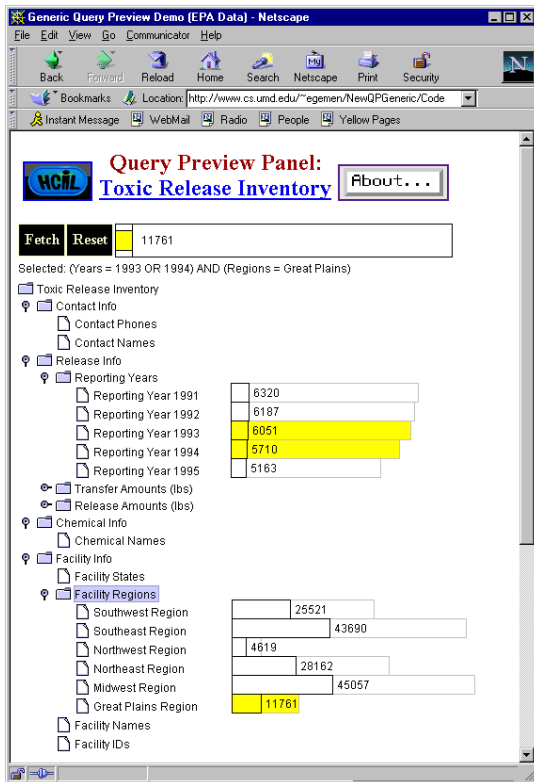 Generic Query Preview Demo (EPA Data) - Netscape
File Edit View Go Communicator Help
Back Forward Reload Home Search Netscape Print Security
My
N
Bookmarks Location: http://www.cs.umd.edu/~egemen/NewQPGeneric/Code
Instant Message WebMail Radio People Yellow Pages
HCIL
Query Preview Panel:
Toxic Release Inventory
About...
Fetch Reset 11761
Selected: (Years = 1993 OR 1994) AND (Regions = Great Plains)
Toxic Release Inventory
Contact Info
Contact Phones
Contact Names
Release Info
Reporting Years
Reporting Year 1991 6320
Reporting Year 1992 6187
Reporting Year 1993 6051
Reporting Year 1994 5710
Reporting Year 1995 5163
Transfer Amounts (lbs)
Release Amounts (lbs)
Chemical Info
Chemical Names
Facility Info
Facility States
Facility Regions
Southwest Region 25521
Southeast Region 43690
Northwest Region 4619
Northeast Region 28162
Midwest Region 45057
Great Plains Region 11761
Facility Names
Facility IDs